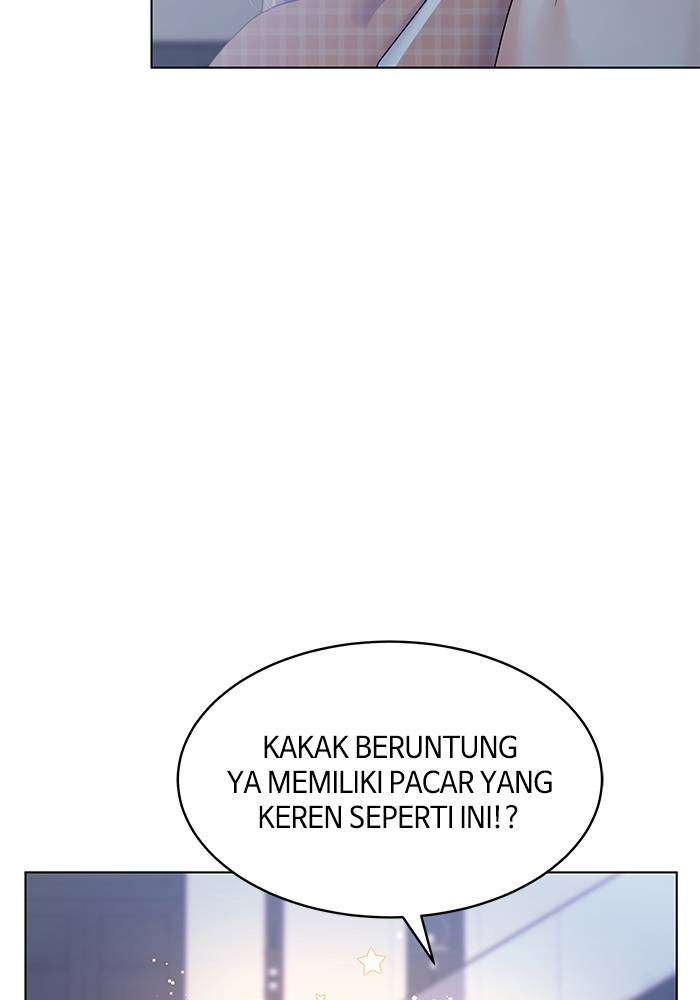 KAKAK BERUNTUNG
YA MEMILIKI PACAR YANG
KEREN SEPERTI INI!?